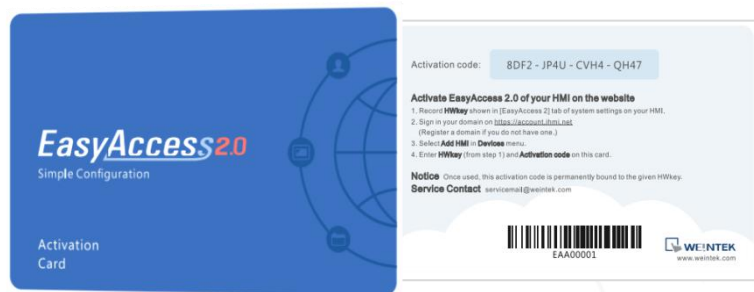 EasyAccess2.0
Simple Configuration
Activation
Card
Activation code: 8DF2 - JP4U - CVH4 - QH47
Activate EasyAccess 2.0 of your HMI on the website
1. Record HWkey shown in [EasyAccess 2] tab of system settings on your HMI.
2. Sign in your domain on https://account.ihmi.net
(Register a domain if you do not have one.)
3. Select Add HMI in Devices menu.
4. Enter HWkey (from step 1) and Activation code on this card.
Notice Once used, this activation code is permanently bound to the given HWkey.
Service Contact servicemail@weintek.com
EAA00001
WEINTEK
www.weintek.com